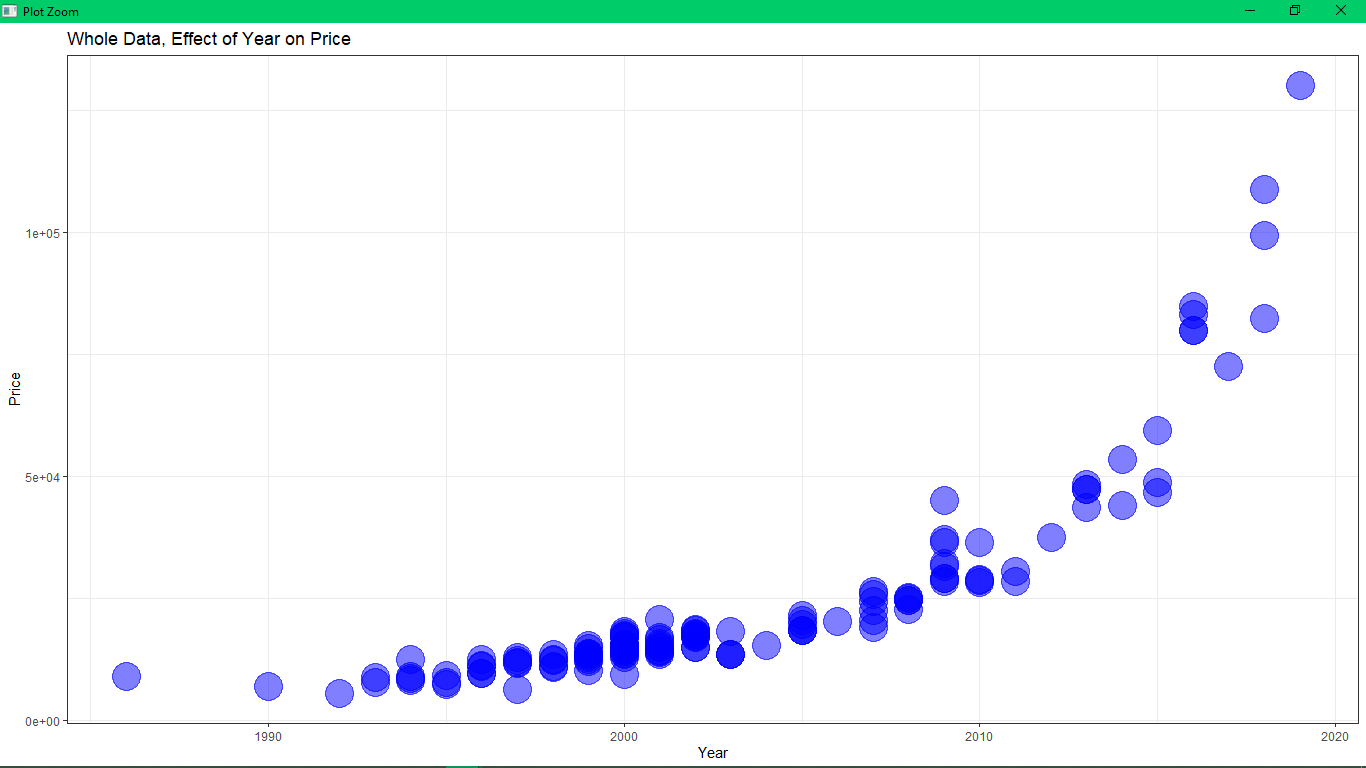 Plot Zoom
Whole Data, Effect of Year on Price
1e+05
5e+04
0e+00
Price
1990
2000
2010
2020
Year